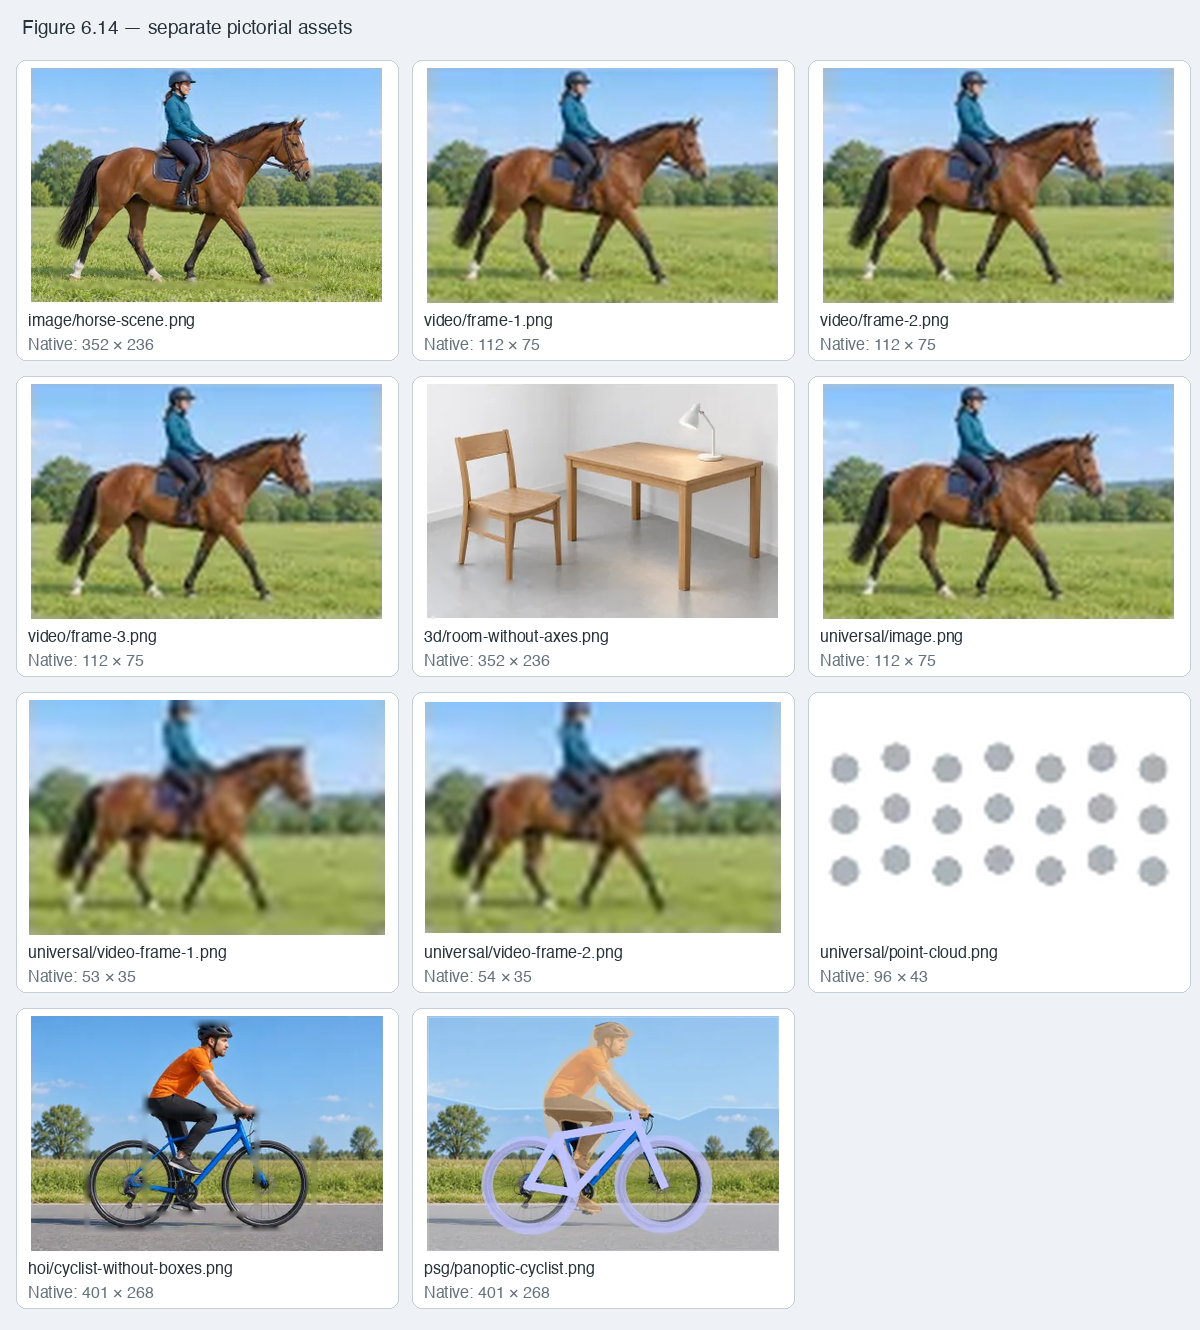 Figure 6.14 — separate pictorial assets
image/horse-scene.png
Native: 352 × 236
video/frame-1.png
Native: 112 × 75
video/frame-2.png
Native: 112 × 75
video/frame-3.png
Native: 112 × 75
3d/room-without-axes.png
Native: 352 × 236
universal/image.png
Native: 112 × 75
universal/video-frame-1.png
Native: 53 × 35
universal/video-frame-2.png
Native: 54 × 35
universal/point-cloud.png
Native: 96 × 43
hoi/cyclist-without-boxes.png
Native: 401 × 268
psg/panoptic-cyclist.png
Native: 401 × 268